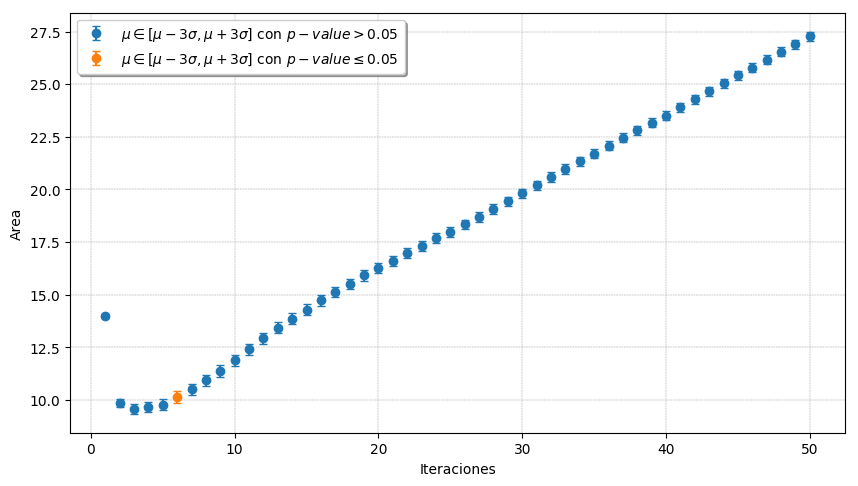 μ ∈ [μ − 3σ, μ + 3σ] con p − value > 0.05
μ ∈ [μ − 3σ, μ + 3σ] con p − value ≤ 0.05
27.5
25.0
22.5
20.0
17.5
15.0
12.5
10.0
Area
0 10 20 30 40 50
Iteraciones